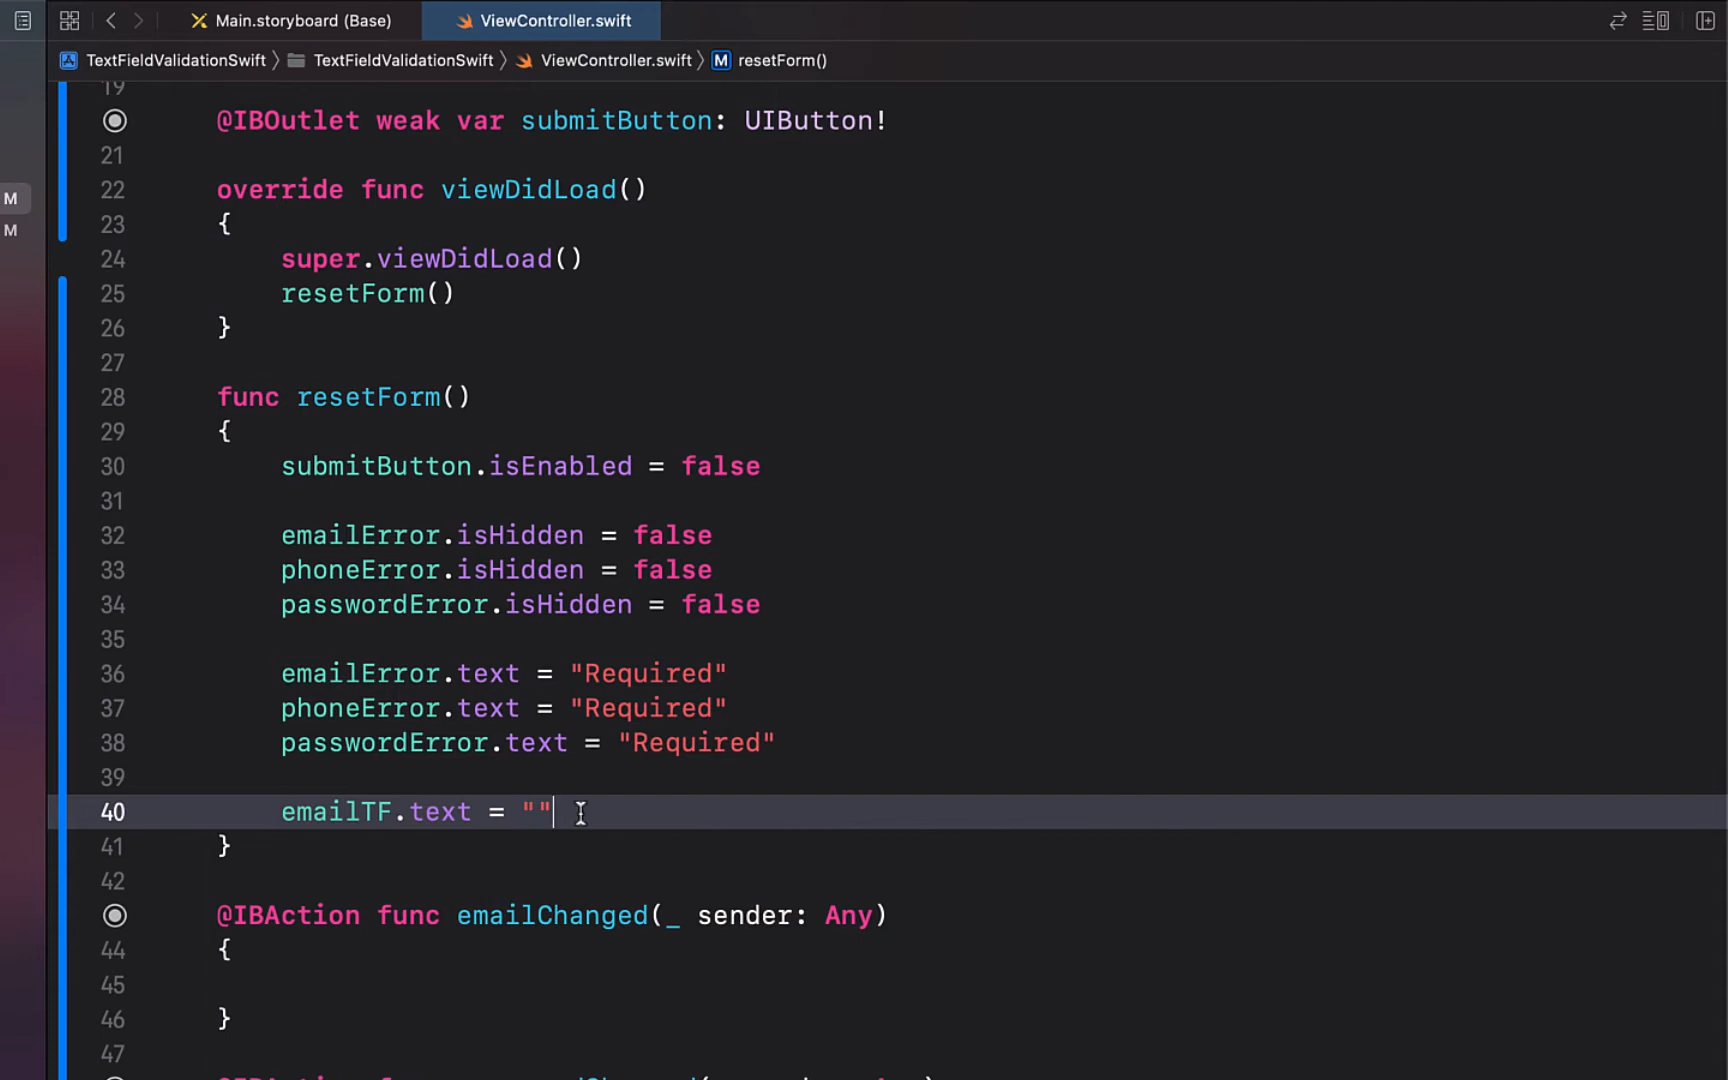 Main.storyboard (Base)
ViewController.swift
TextFieldValidationSwift
TextFieldValidationSwift
ViewController.swift
M
resetForm()
19
@IBOutlet weak var submitButton: UIButton!
21
M
22 override func viewDidLoad()
M
23 {
24 super.viewDidLoad()
25 resetForm()
26 }
27
28 func resetForm()
29 {
30 submitButton.isEnabled = false
31
32 emailError.isHidden = false
33 phoneError.isHidden = false
34 passwordError.isHidden = false
35
36 emailError.text = "Required"
37 phoneError.text = "Required"
38 passwordError.text = "Required"
39
40 emailTF.text = ""
41 }
42
@IBAction func emailChanged(_ sender: Any)
44 {
45
46 }
47